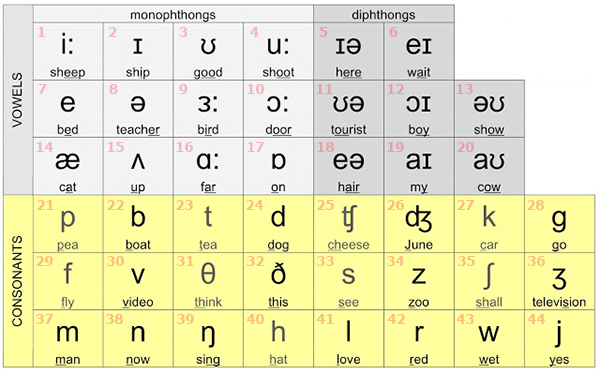 monophthongs diphthongs
VOWELS
1 2 3 4 5 6
i: ɪ ʊ u: ɪə eɪ
sheep ship good shoot here wait
7 8 9 10 11 12 13
e ə ɜ: ɔ: ʊə ɔɪ əʊ
bed teacher bird door tourist boy show
14 15 16 17 18 19 20
æ ʌ ɑ: ɒ eə aɪ aʊ
cat up far on hair my cow
CONSONANTS
21 22 23 24 25 26 27 28
p b t d ʧ ʤ k g
pea boat tea dog cheese June car go
29 30 31 32 33 34 35 36
f v θ ð s z ʃ ʒ
fly video think this see zoo shall television
37 38 39 40 41 42 43 44
m n ŋ h l r w j
man now sing hat love red wet yes